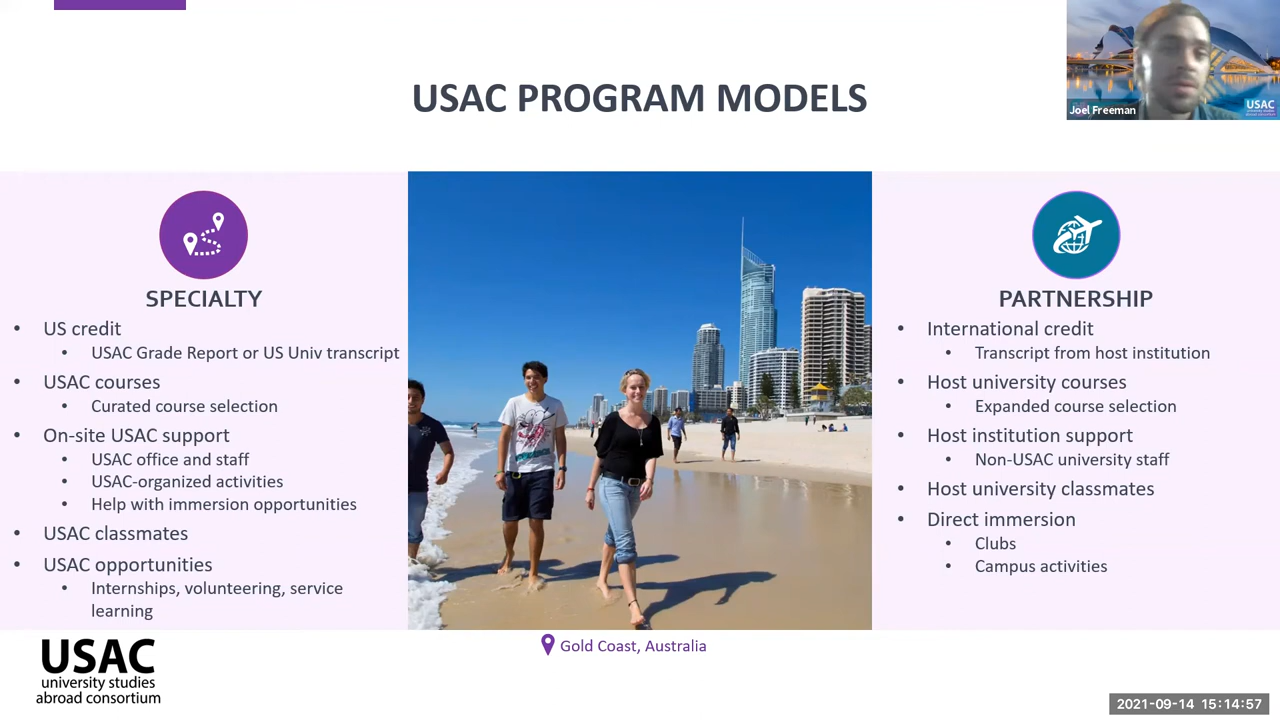 USAC PROGRAM MODELS
Joel Freeman
USAC
SPECIALTY
• US credit
• USAC Grade Report or US Univ transcript
• USAC courses
• Curated course selection
• On-site USAC support
• USAC office and staff
• USAC-organized activities
• Help with immersion opportunities
• USAC classmates
• USAC opportunities
• Internships, volunteering, service
learning
PARTNERSHIP
• International credit
• Transcript from host institution
• Host university courses
• Expanded course selection
• Host institution support
• Non-USAC university staff
• Host university classmates
• Direct immersion
• Clubs
• Campus activities
Gold Coast, Australia
USAC
university studies
abroad consortium
2021-09-14 15:14:57